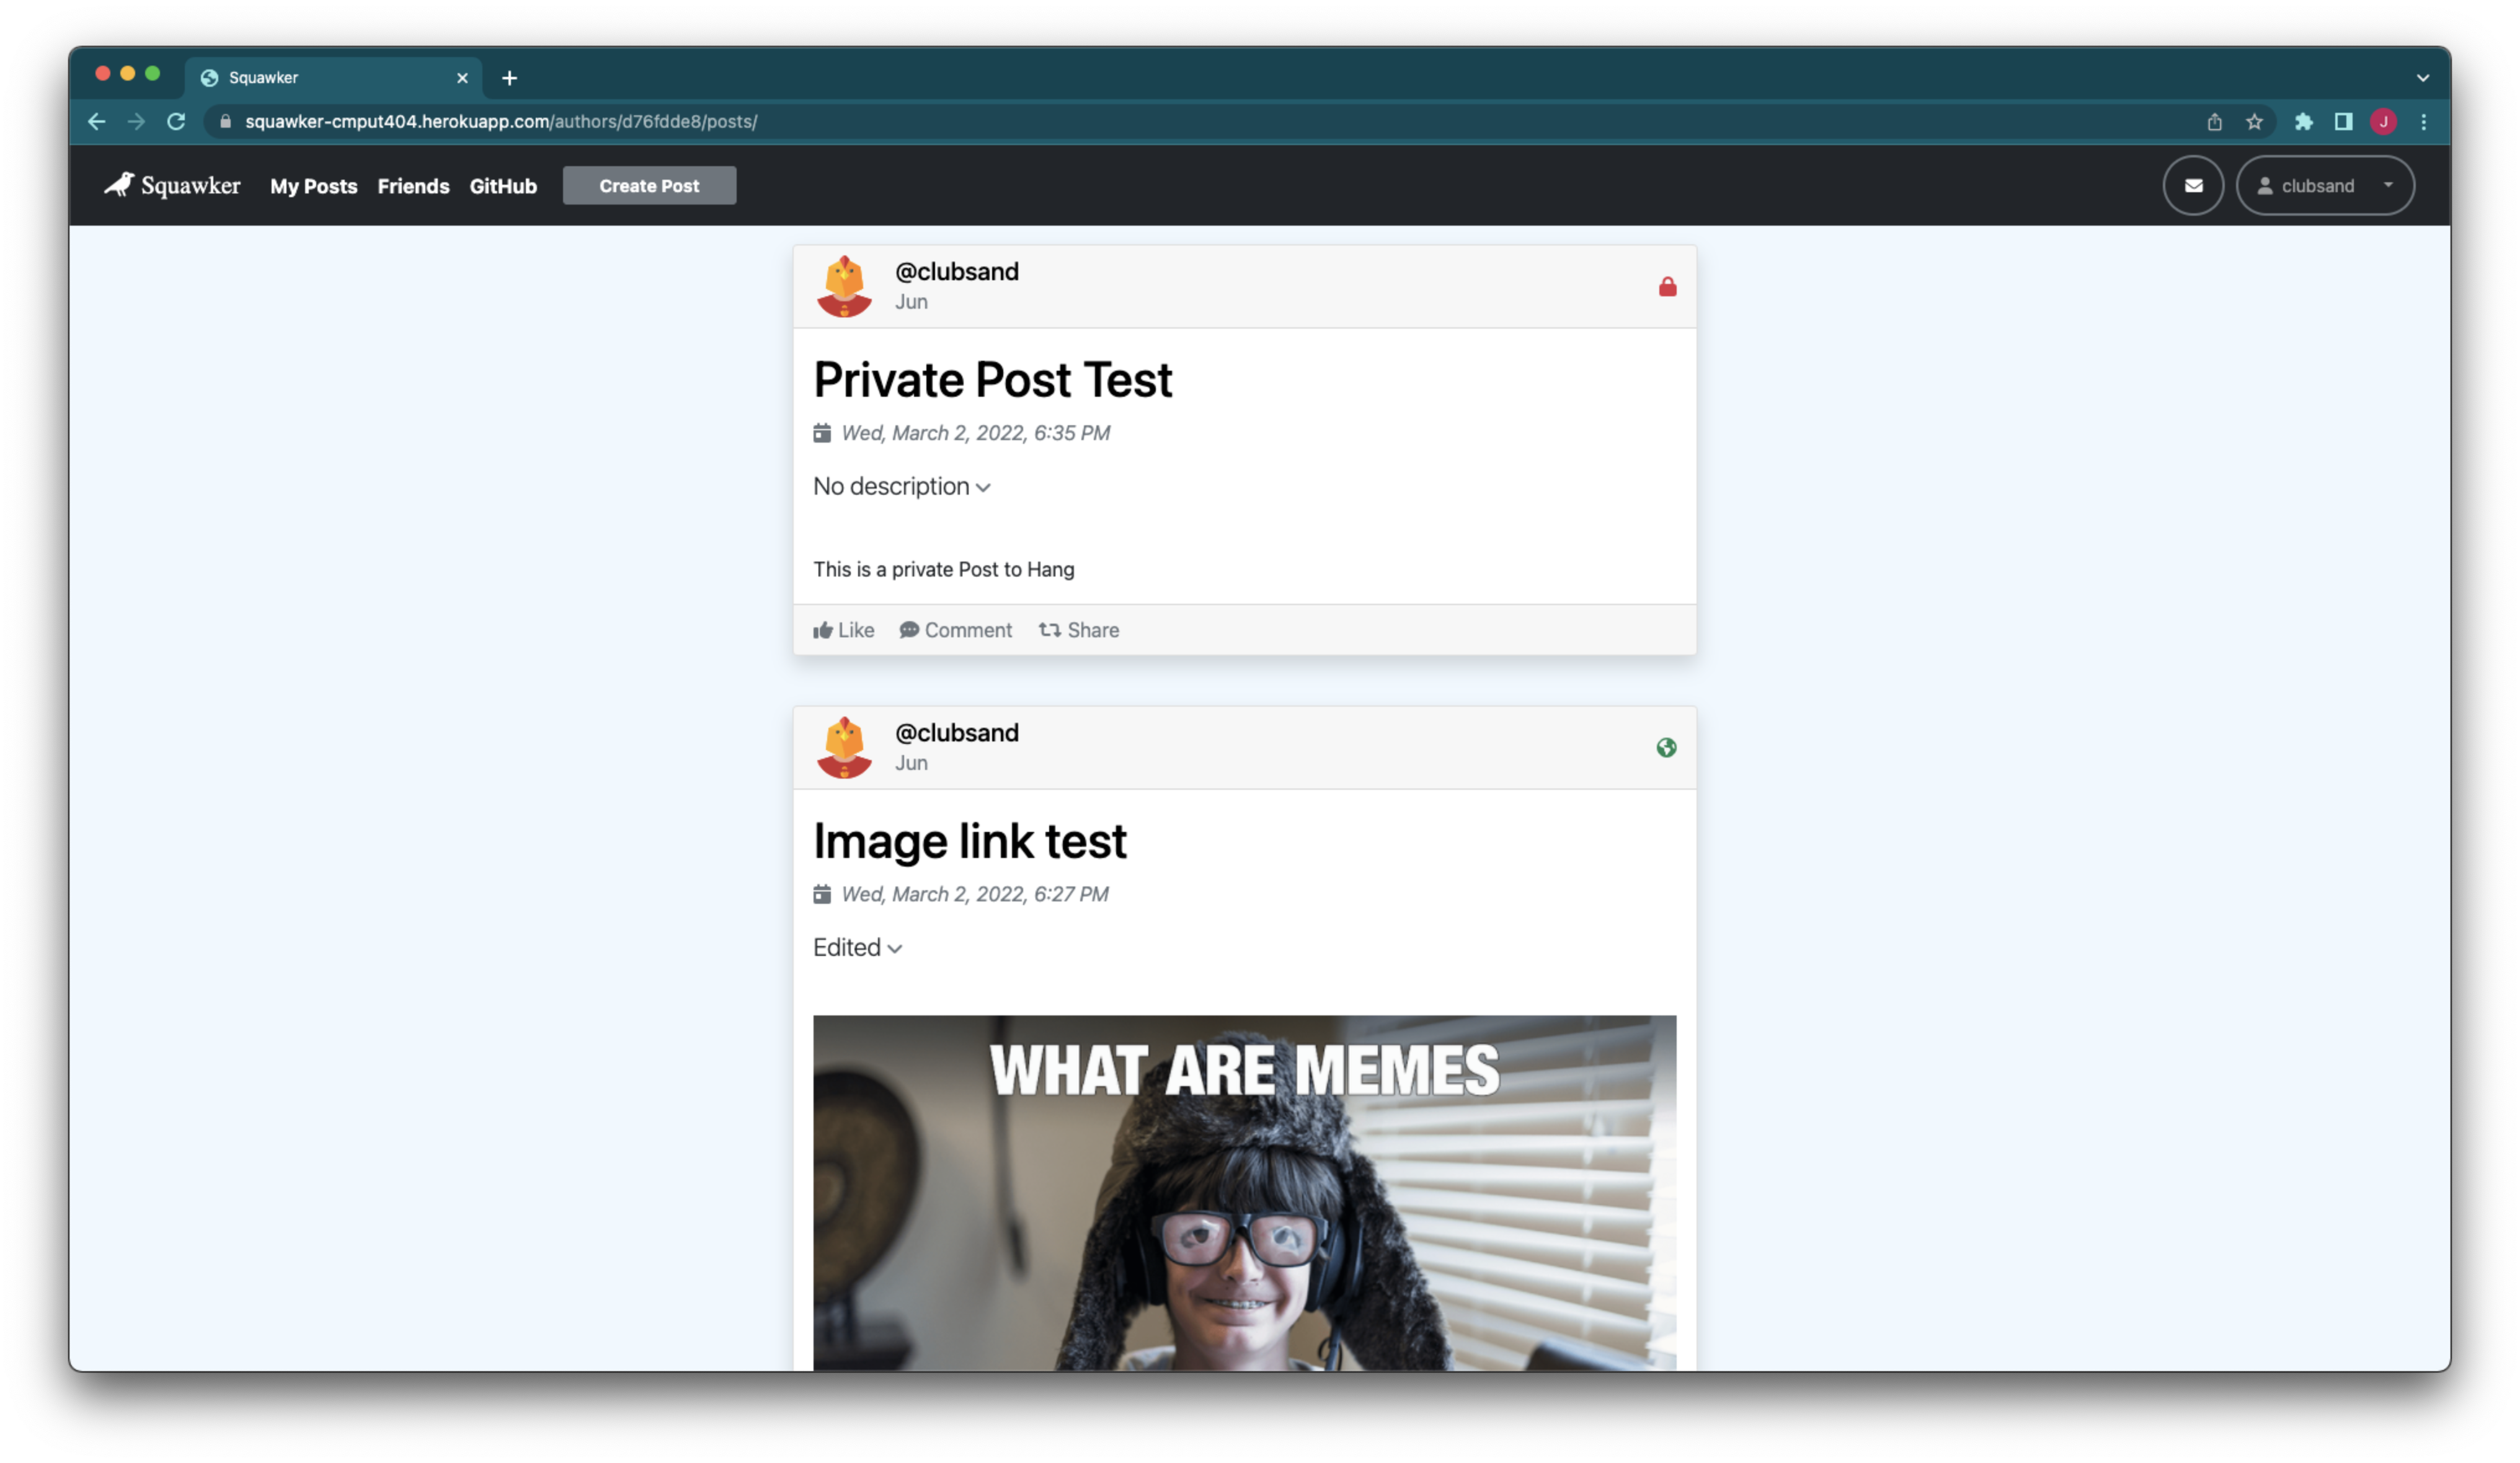 Squawker
squawker-cmput404.herokuapp.com/authors/d76fdde8/posts/
J
Squawker My Posts Friends GitHub Create Post clubsand
@clubsand
Jun
Private Post Test
Wed, March 2, 2022, 6:35 PM
No description
This is a private Post to Hang
Like Comment Share
@clubsand
Jun
Image link test
Wed, March 2, 2022, 6:27 PM
Edited
WHAT ARE MEMES